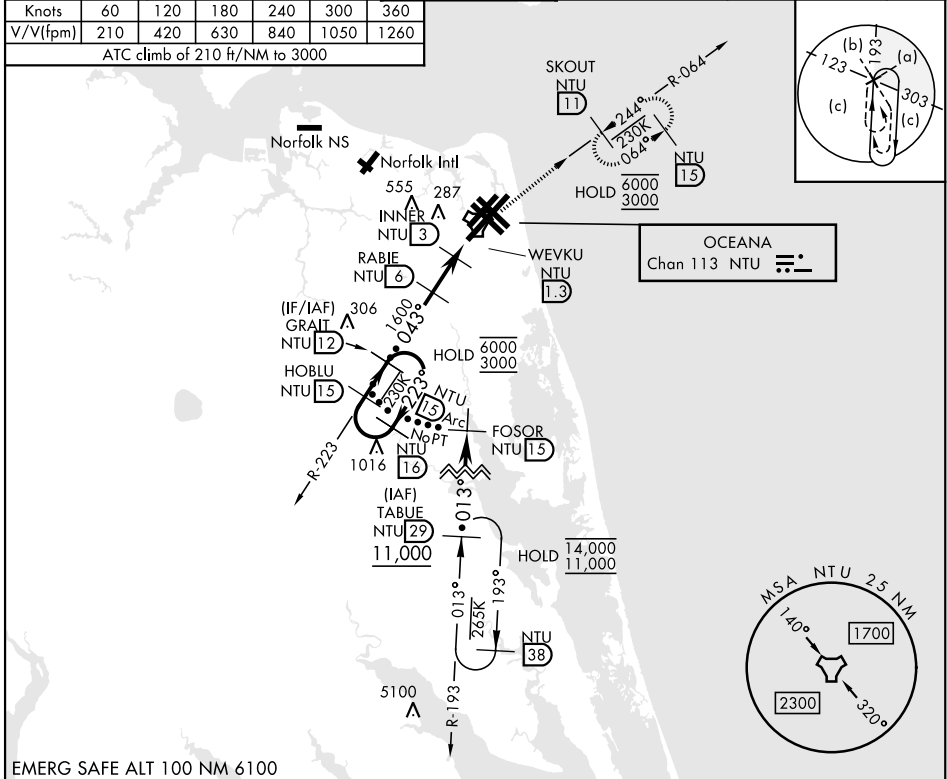 Knots 60 120 180 240 300 360
V/V(fpm) 210 420 630 840 1050 1260
ATC climb of 210 ft/NM to 3000
(b)
193
(a)
123
303
(c)
(c)
SKOUT
NTU
11
R-064
244°
230K
064°
NTU
15
HOLD 6000
3000
Norfolk NS
Norfolk Intl
555
287
INNER
NTU 3
OCEANA
Chan 113 NTU
WEVKU
NTU
1.3
RABIE
NTU 6
(IF/IAF)
GRAIT
NTU 12
306
1600
043°
HOLD 6000
3000
HOBLU
NTU 15
230K
223°
NTU
15
Arc
NoPT
FOSOR
NTU 15
R-223
1016
NTU
16
(IAF)
TABUE
NTU 29
11,000
013°
HOLD 14,000
11,000
013°
265K
193°
NTU
38
5100
R-193
MSA NTU 25 NM
140°
1700
2300
320°
EMERG SAFE ALT 100 NM 6100